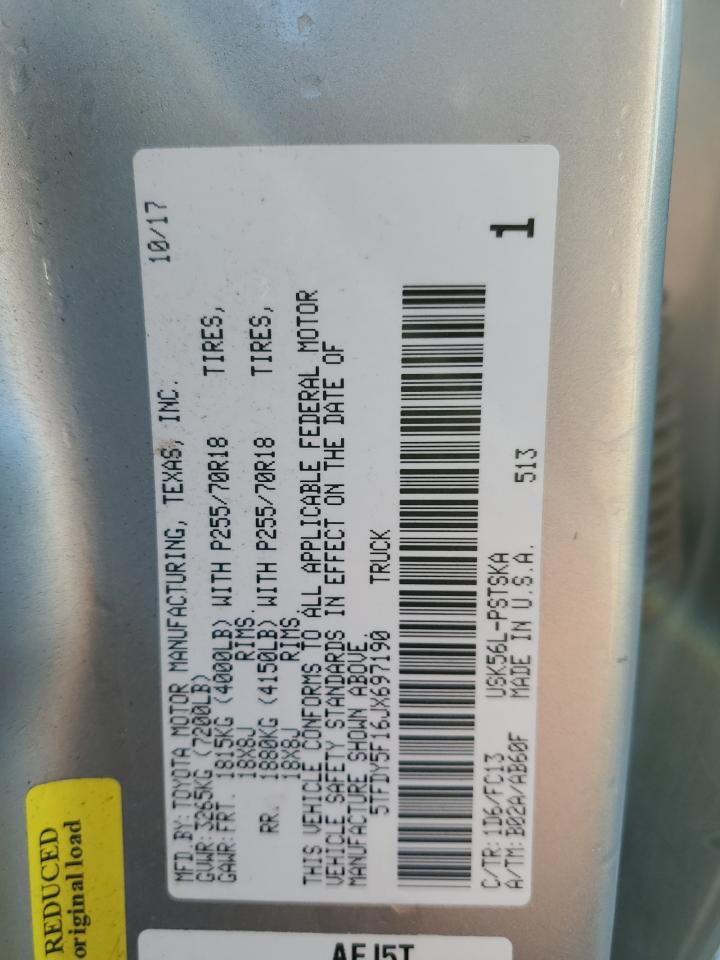 10/17
MFD.BY:TOYOTA MOTOR MANUFACTURING, TEXAS, INC.
GVWR:3265KG (7200LB)
GAWR:FRT. 1815KG (4000LB) WITH P255/70R18 TIRES,
18X8J RIMS.
RR. 1880KG (4150LB) WITH P255/70R18 TIRES,
18X8J RIMS.
THIS VEHICLE CONFORMS TO ALL APPLICABLE FEDERAL MOTOR
VEHICLE SAFETY STANDARDS IN EFFECT ON THE DATE OF
MANUFACTURE SHOWN ABOVE.
5TFDY5F16JX697190 TRUCK
C/TR:1D6/FC13 USK56L-PSTSKA
A/TM:B02A/AB60F MADE IN U.S.A. 513
1
REDUCED
original load